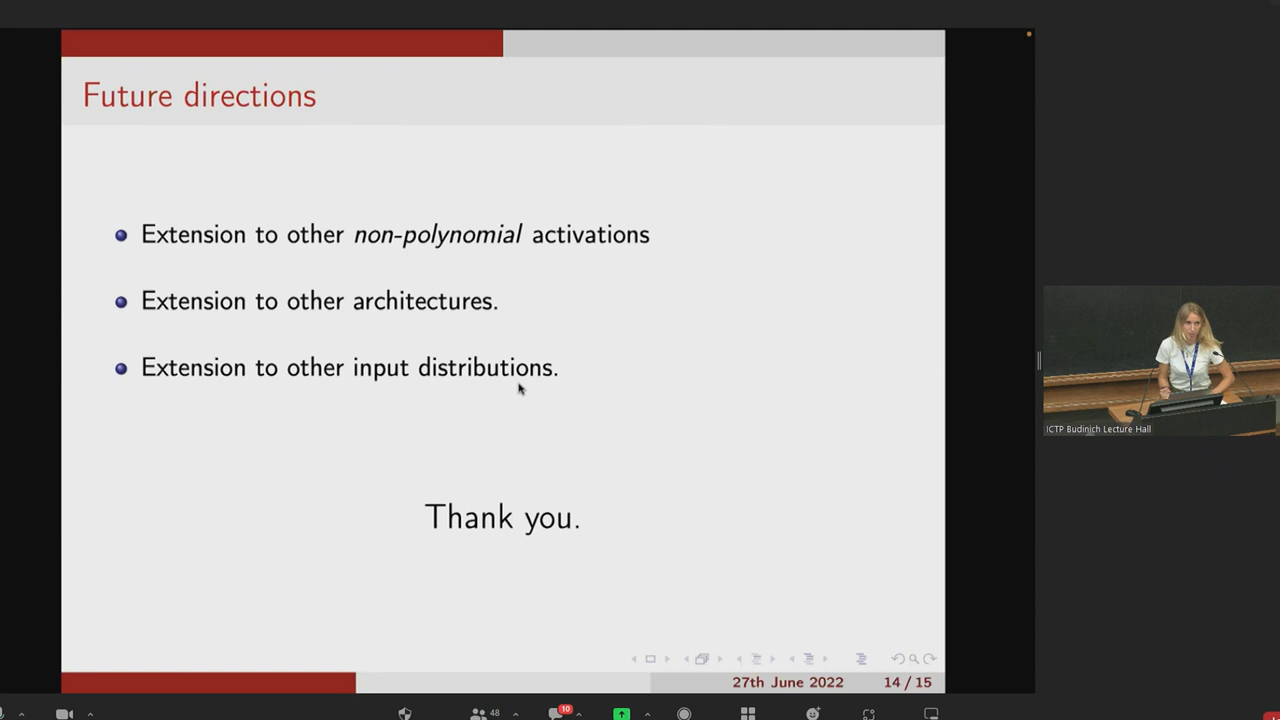 Future directions
Extension to other non-polynomial activations
Extension to other architectures.
Extension to other input distributions.
Thank you.
27th June 2022 14 / 15
ICTP Budinich Lecture Hall
48
10